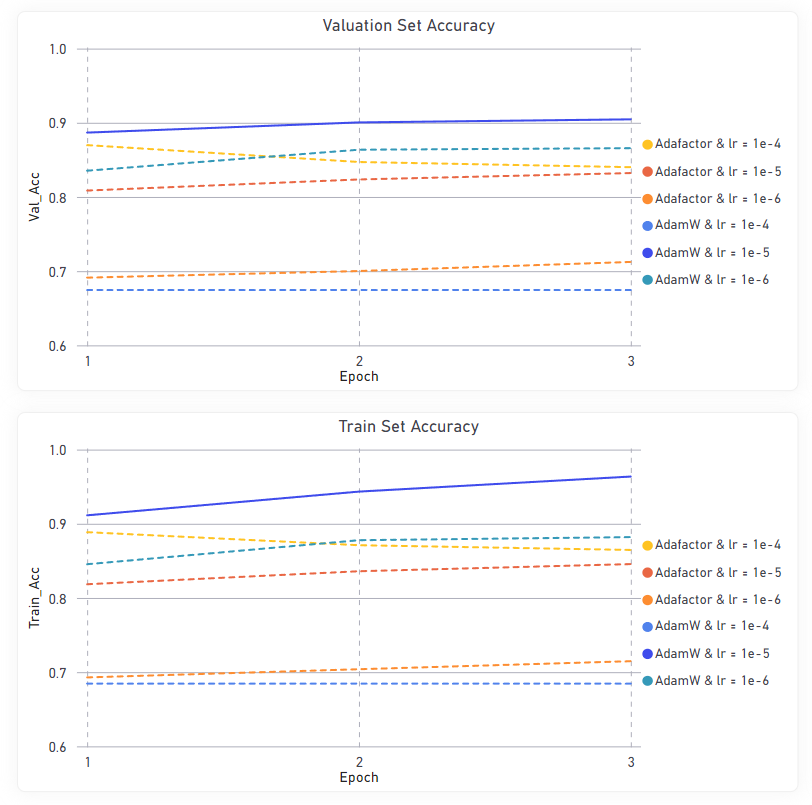 Valuation Set Accuracy
1.0
0.9
0.8
0.7
0.6
Val_Acc
1 2 3
Epoch
Adafactor & lr = 1e-4
Adafactor & lr = 1e-5
Adafactor & lr = 1e-6
AdamW & lr = 1e-4
AdamW & lr = 1e-5
AdamW & lr = 1e-6
Train Set Accuracy
1.0
0.9
0.8
0.7
0.6
Train_Acc
1 2 3
Epoch
Adafactor & lr = 1e-4
Adafactor & lr = 1e-5
Adafactor & lr = 1e-6
AdamW & lr = 1e-4
AdamW & lr = 1e-5
AdamW & lr = 1e-6